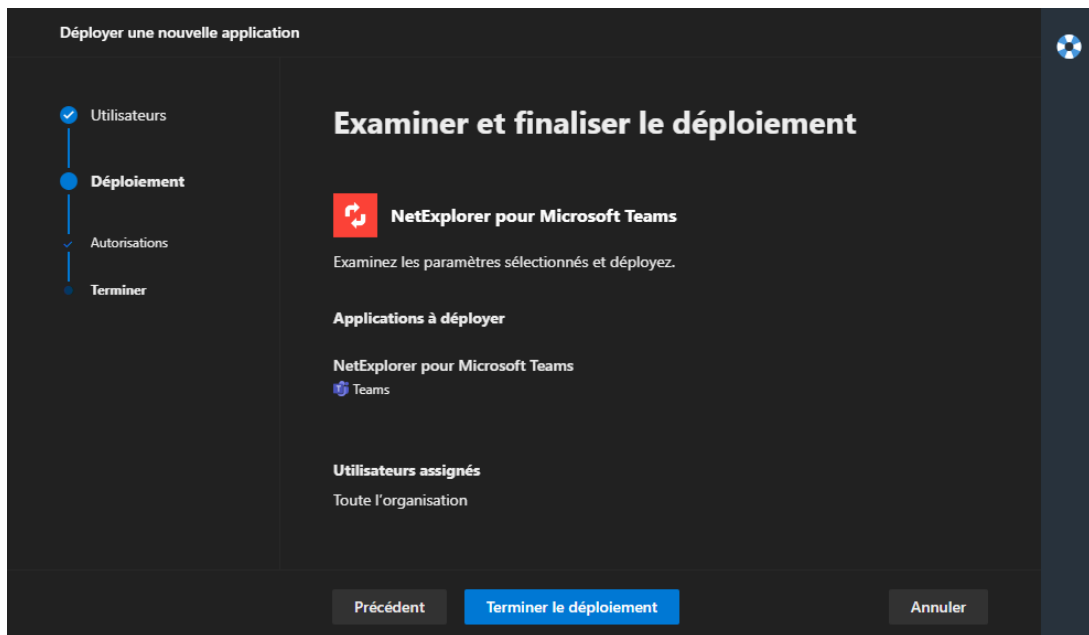 Déployer une nouvelle application
Utilisateurs
Déploiement
Autorisations
Terminer
Examiner et finaliser le déploiement
NetExplorer pour Microsoft Teams
Examinez les paramètres sélectionnés et déployez.
Applications à déployer
NetExplorer pour Microsoft Teams
Teams
Utilisateurs assignés
Toute l'organisation
Précédent
Terminer le déploiement
Annuler